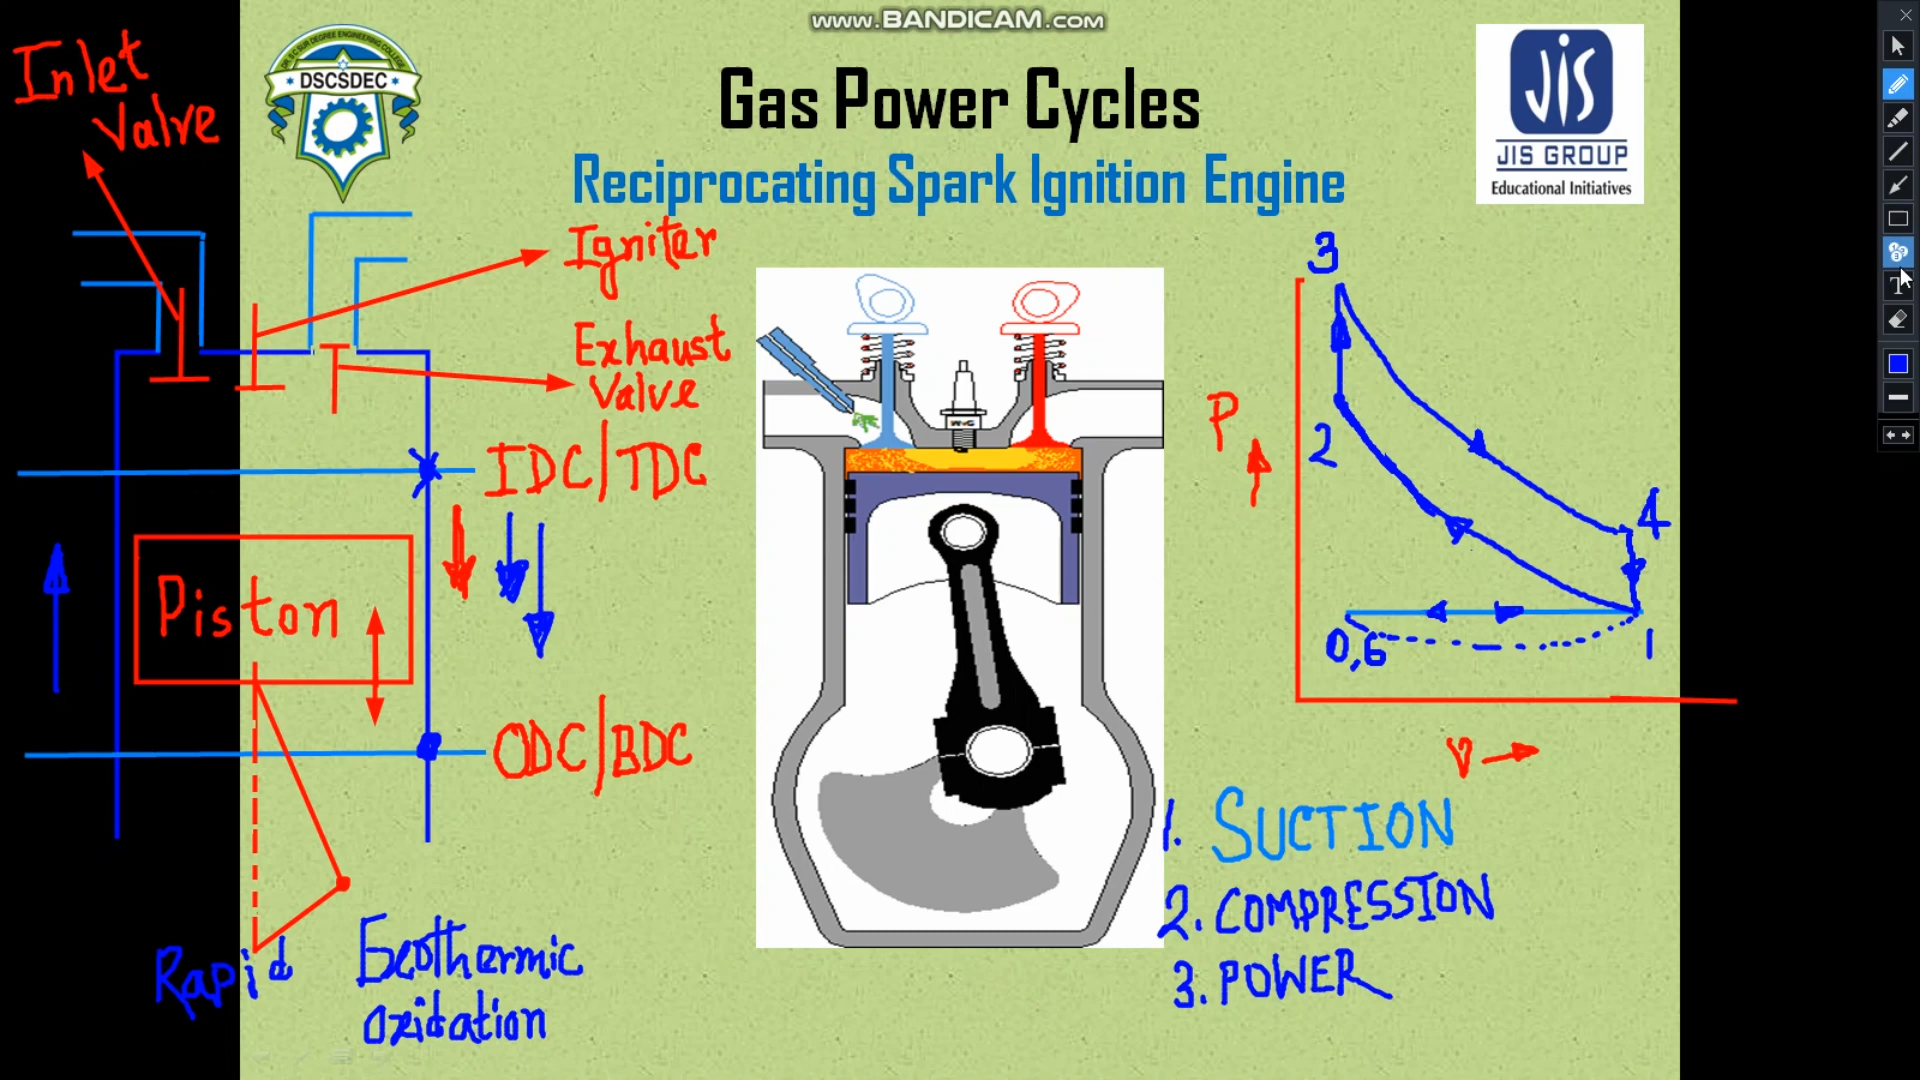 www.BANDICAM.com
Inlet
Valve
DSCSDEC
Gas Power Cycles
Reciprocating Spark Ignition Engine
JIS
JIS GROUP
Educational Initiatives
Igniter
Exhaust
Valve
IDC/TDC
Piston
ODC/BDC
3
P
2
4
0,6
1
V
1. SUCTION
2. COMPRESSION
3. POWER
Rapid
Exothermic
oxidation
T